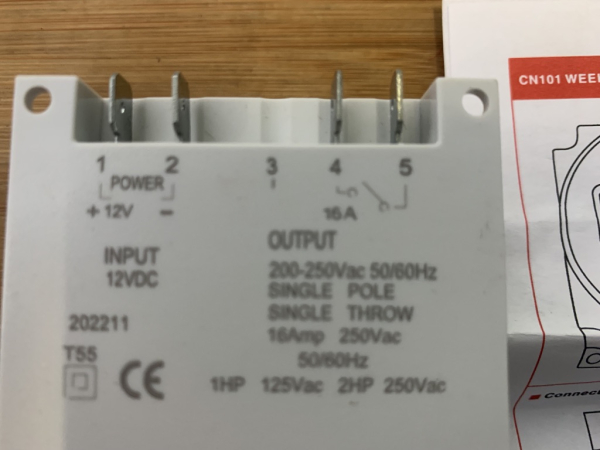 CN101 WEE
1 2 3 4 5
POWER
+ 12V −
16A
INPUT
12VDC
OUTPUT
200-250Vac 50/60Hz
SINGLE POLE
SINGLE THROW
16Amp 250Vac
50/60Hz
1HP 125Vac 2HP 250Vac
202211
T55
CE
Connect